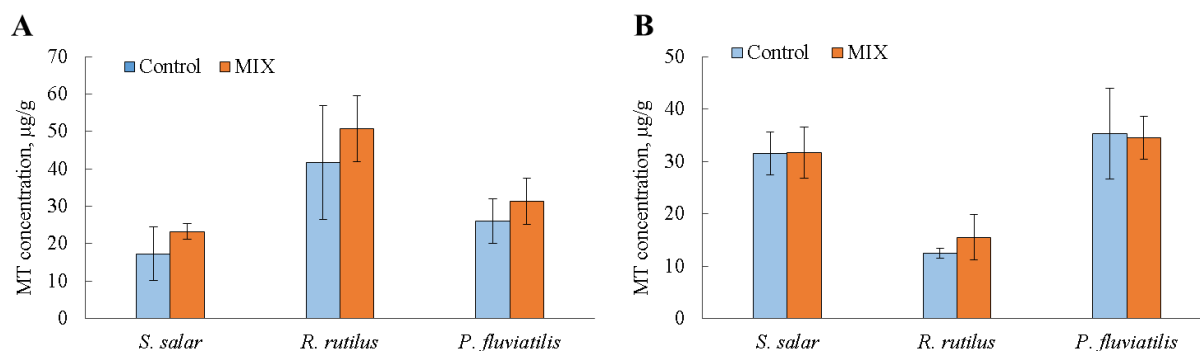 A
MT concentration, µg/g
70
60
50
40
30
20
10
0
Control MIX
S. salar R. rutilus P. fluviatilis
B
MT concentration, µg/g
50
40
30
20
10
0
Control MIX
S. salar R. rutilus P. fluviatilis